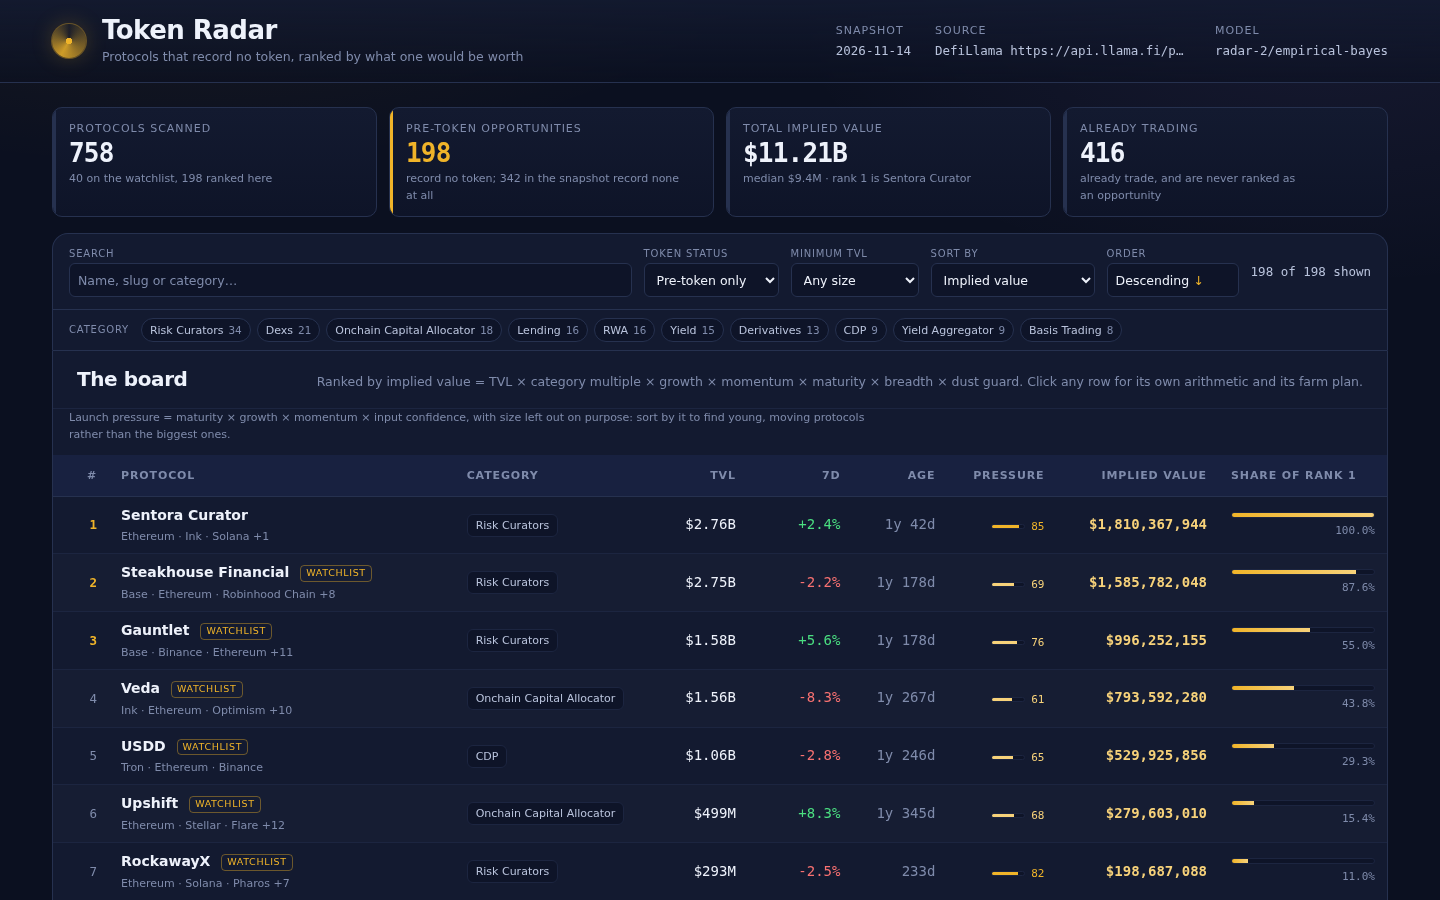 Token Radar
Protocols that record no token, ranked by what one would be worth
SNAPSHOT
2026-11-14
SOURCE
DefiLlama https://api.llama.fi/p…
MODEL
radar-2/empirical-bayes
PROTOCOLS SCANNED
758
40 on the watchlist, 198 ranked here
PRE-TOKEN OPPORTUNITIES
198
record no token; 342 in the snapshot record none
at all
TOTAL IMPLIED VALUE
$11.21B
median $9.4M · rank 1 is Sentora Curator
ALREADY TRADING
416
already trade, and are never ranked as
an opportunity
SEARCH
Name, slug or category…
TOKEN STATUS
Pre-token only
MINIMUM TVL
Any size
SORT BY
Implied value
ORDER
Descending ↓
198 of 198 shown
CATEGORY Risk Curators 34 Dexs 21 Onchain Capital Allocator 18 Lending 16 RWA 16 Yield 15 Derivatives 13 CDP 9 Yield Aggregator 9 Basis Trading 8
The board
Ranked by implied value = TVL × category multiple × growth × momentum × maturity × breadth × dust guard. Click any row for its own arithmetic and its farm plan.
Launch pressure = maturity × growth × momentum × input confidence, with size left out on purpose: sort by it to find young, moving protocols
rather than the biggest ones.
# PROTOCOL CATEGORY TVL 7D AGE PRESSURE IMPLIED VALUE SHARE OF RANK 1
1 Sentora Curator Risk Curators $2.76B +2.4% 1y 42d 85 $1,810,367,944 100.0%
Ethereum · Ink · Solana +1
2 Steakhouse Financial WATCHLIST Risk Curators $2.75B -2.2% 1y 178d 69 $1,585,782,048 87.6%
Base · Ethereum · Robinhood Chain +8
3 Gauntlet WATCHLIST Risk Curators $1.58B +5.6% 1y 178d 76 $996,252,155 55.0%
Base · Binance · Ethereum +11
4 Veda WATCHLIST Onchain Capital Allocator $1.56B -8.3% 1y 267d 61 $793,592,280 43.8%
Ink · Ethereum · Optimism +10
5 USDD WATCHLIST CDP $1.06B -2.8% 1y 246d 65 $529,925,856 29.3%
Tron · Ethereum · Binance
6 Upshift WATCHLIST Onchain Capital Allocator $499M +8.3% 1y 345d 68 $279,603,010 15.4%
Ethereum · Stellar · Flare +12
7 RockawayX WATCHLIST Risk Curators $293M -2.5% 233d 82 $198,687,088 11.0%
Ethereum · Solana · Pharos +7